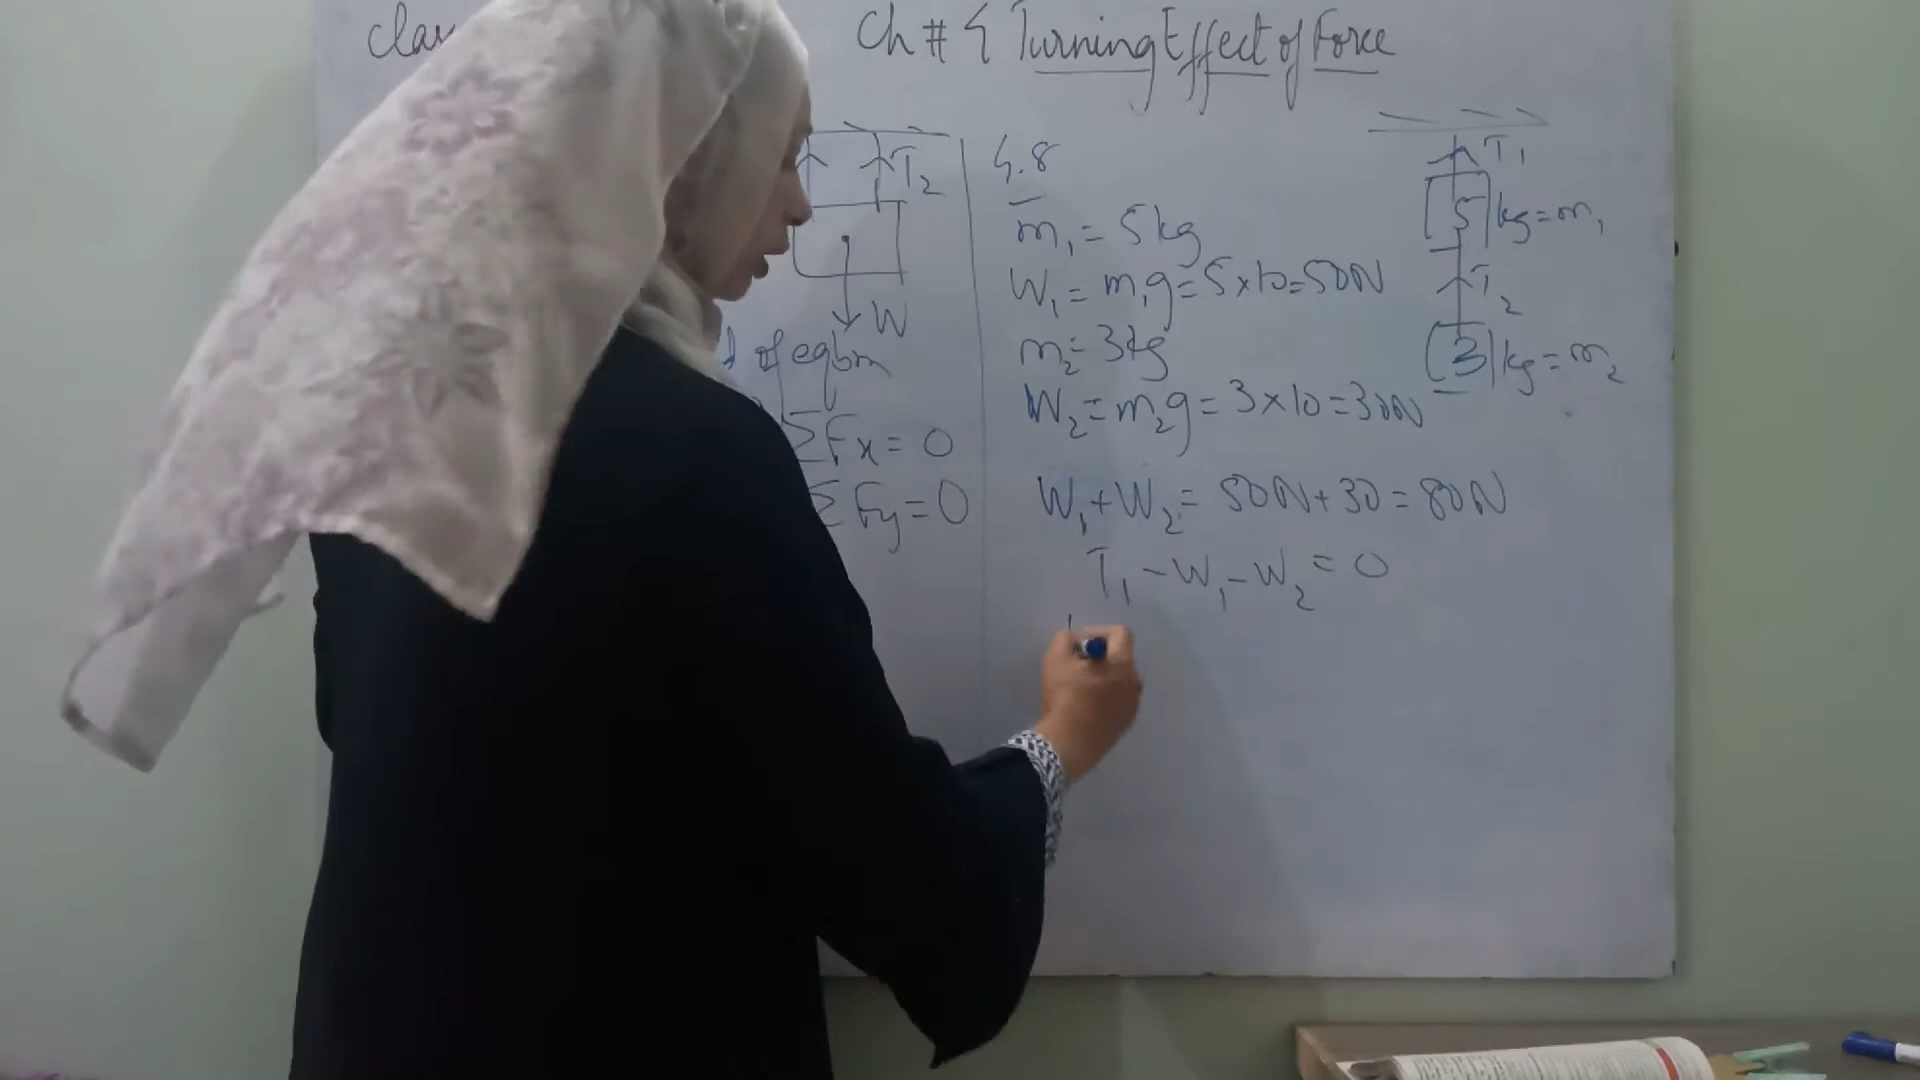 Ch # 4 Turning Effect of Force
T2
W
of eqbm
ΣFx = 0
ΣFy = 0
4.8
m1 = 5kg
W1 = m1g = 5×10 = 50N
m2 = 3kg
W2 = m2g = 3×10 = 30N
W1 + W2 = 50N + 30 = 80N
T1 - W1 - W2 = 0
T1
5 kg = m1
T2
3 kg = m2